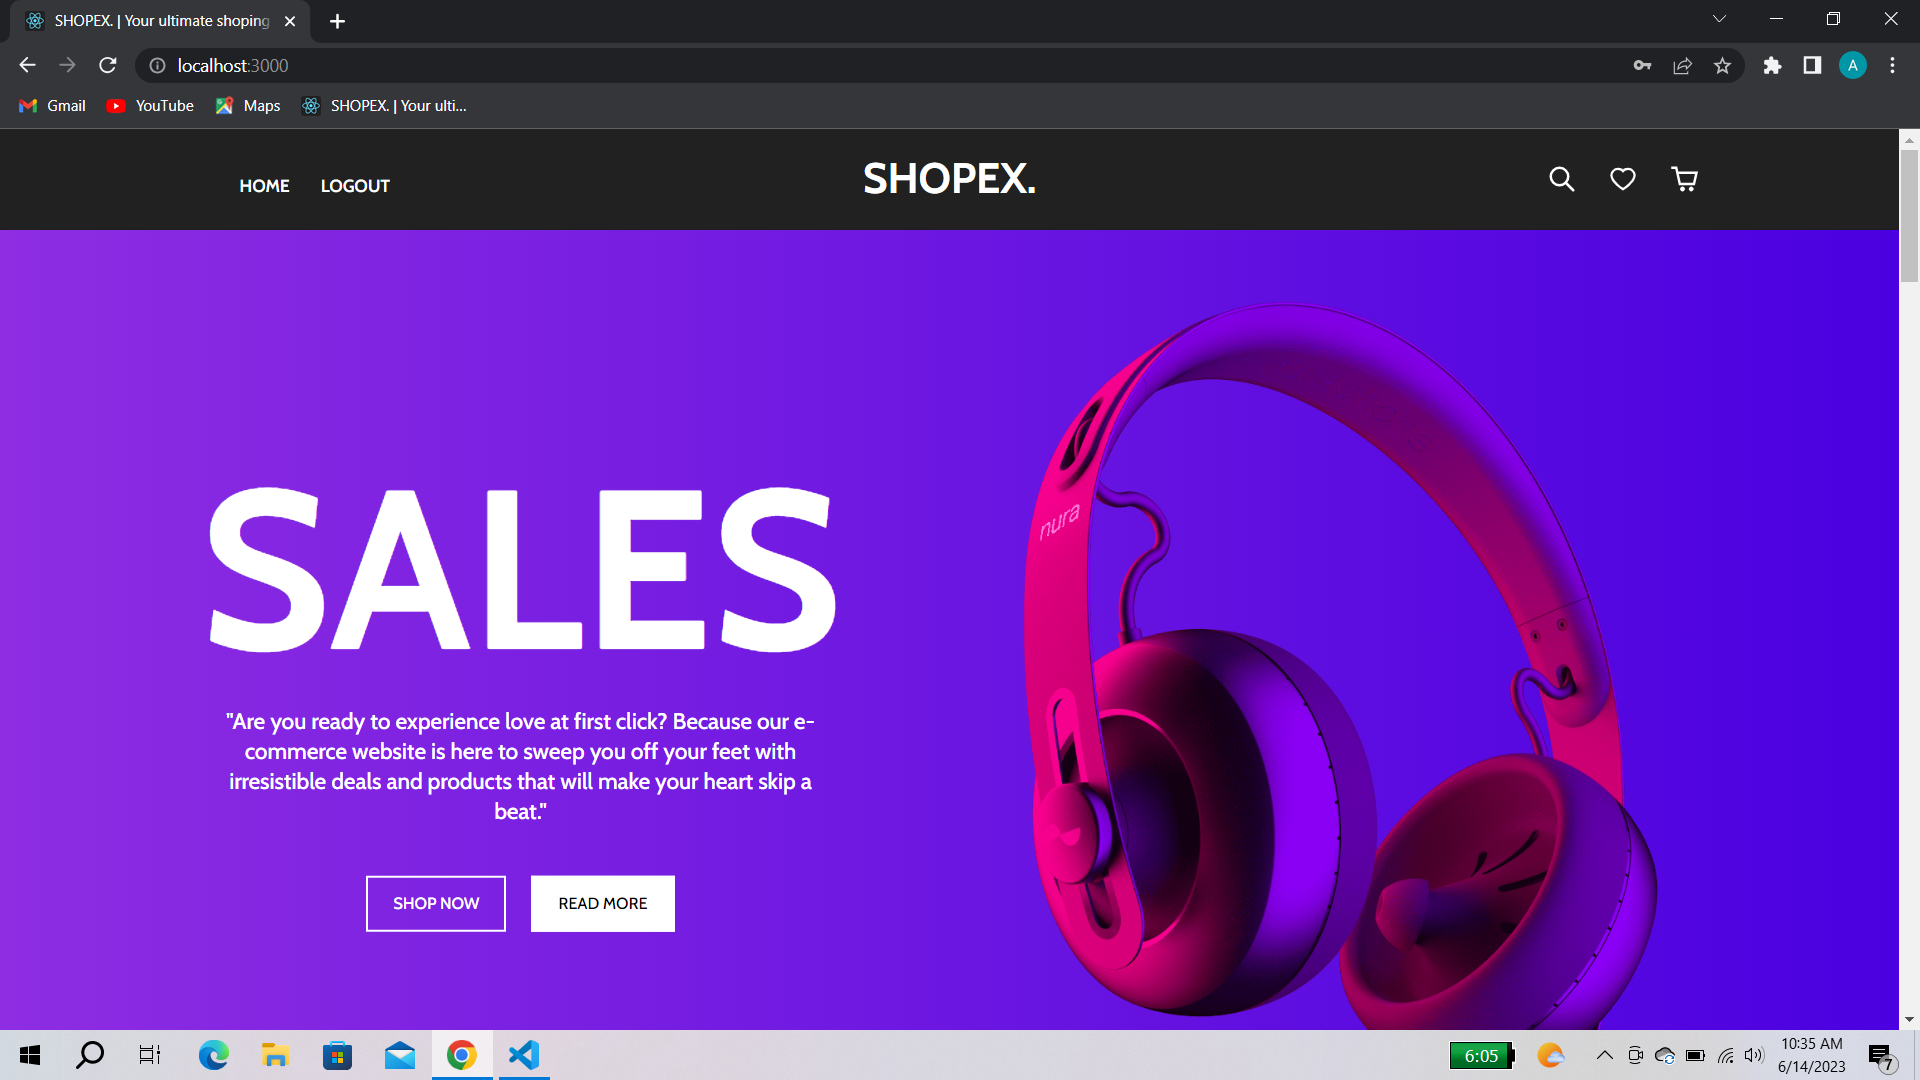 SHOPEX. | Your ultimate shoping
localhost:3000
A
Gmail
YouTube
Maps
SHOPEX. | Your ulti...
HOME
LOGOUT
SHOPEX.
nura
SALES
"Are you ready to experience love at first click? Because our e-
commerce website is here to sweep you off your feet with
irresistible deals and products that will make your heart skip a
beat."
SHOP NOW
READ MORE
6:05
10:35 AM
6/14/2023
7